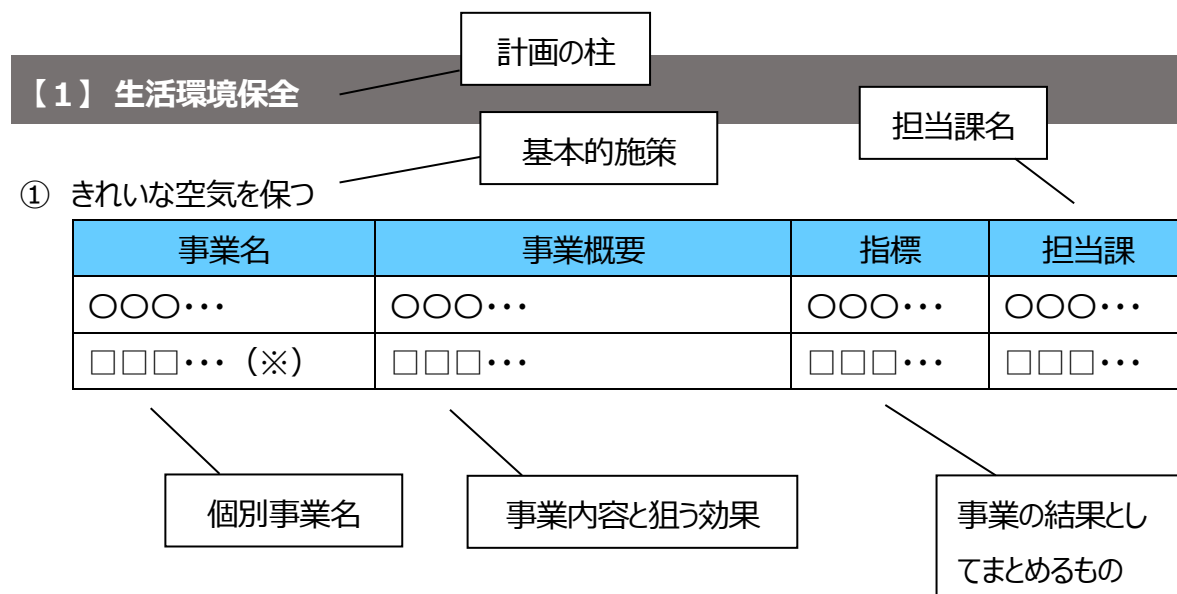 計画の柱
【１】 生活環境保全
担当課名
基本的施策
① きれいな空気を保つ
事業名 事業概要 指標 担当課
〇〇〇･･･ 〇〇〇･･･ 〇〇〇･･･ 〇〇〇･･･
□□□･･･（※） □□□･･･ □□□･･･ □□□･･･
個別事業名 事業内容と狙う効果 事業の結果とし
てまとめるもの